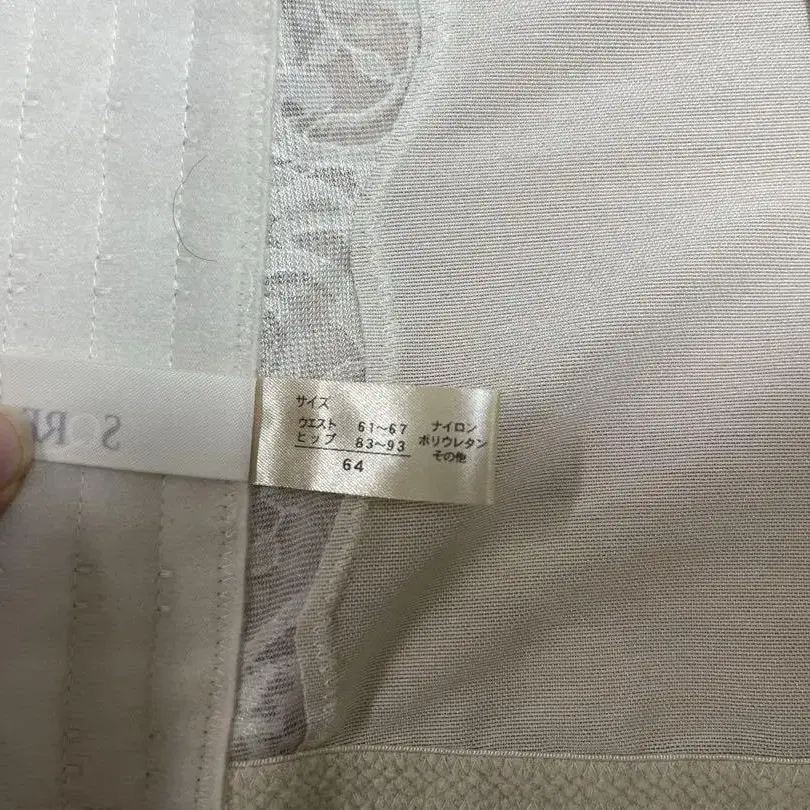 サイズ
ウエスト 61〜67
ヒップ 83〜93
64
ナイロン
ポリウレタン
その他